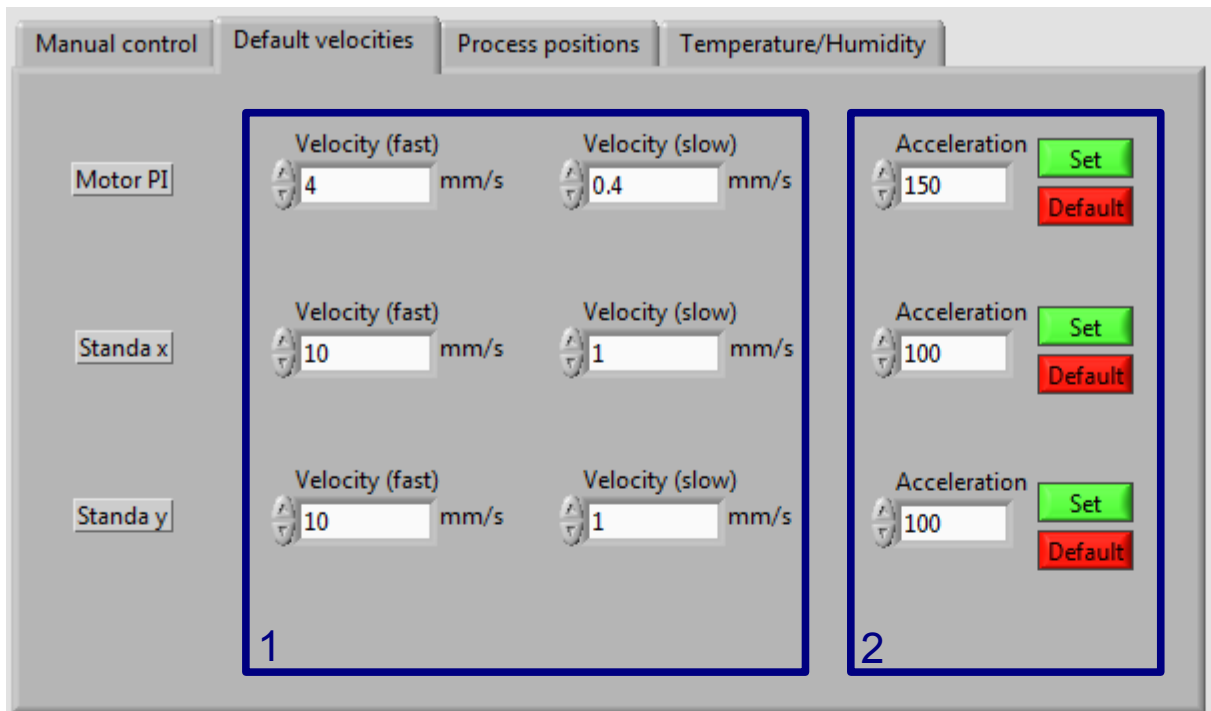 Manual control Default velocities Process positions Temperature/Humidity
Velocity (fast) Velocity (slow) Acceleration Set
Motor PI 4 mm/s 0.4 mm/s 150 Default
Velocity (fast) Velocity (slow) Acceleration Set
Standa x 10 mm/s 1 mm/s 100 Default
Velocity (fast) Velocity (slow) Acceleration Set
Standa y 10 mm/s 1 mm/s 100 Default
1 2